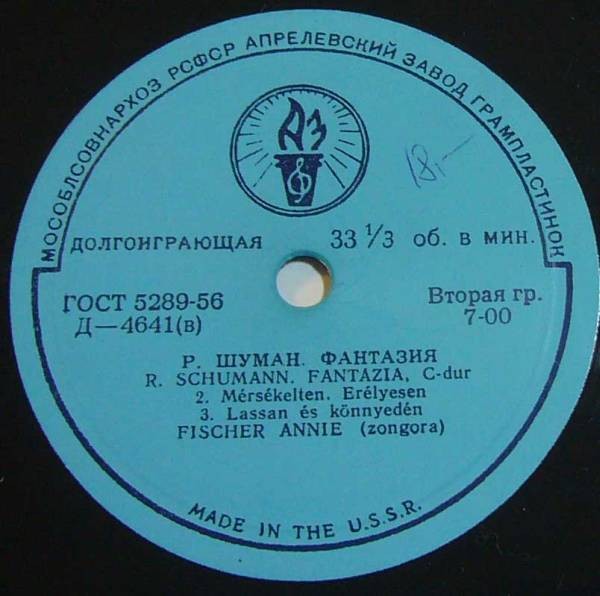 МОСОБЛСОВНАРХОЗ РСФСР АПРЕЛЕВСКИЙ ЗАВОД ГРАМПЛАСТИНОК
АЗ
18,-
ДОЛГОИГРАЮЩАЯ 33 1/3 об. в мин.
ГОСТ 5289-56 Вторая гр.
Д—4641(в) 7-00
Р. ШУМАН. ФАНТАЗИЯ
R. SCHUMANN. FANTAZIA, C-dur
2. Mérsékelten. Erélyesen
3. Lassan és könnyedén
FISCHER ANNIE (zongora)
MADE IN THE U.S.S.R.